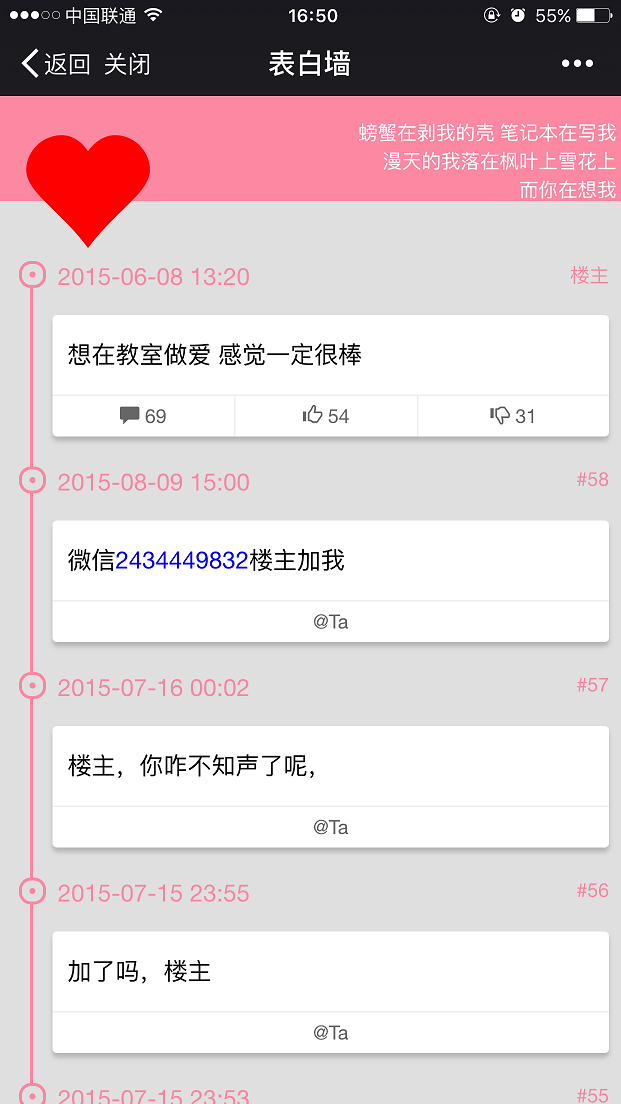 中国联通 16:50 55%
返回 关闭 表白墙
螃蟹在剥我的壳 笔记本在写我
漫天的我落在枫叶上雪花上
而你在想我
2015-06-08 13:20 楼主
想在教室做爱 感觉一定很棒
69 54 31
2015-08-09 15:00 #58
微信2434449832楼主加我
@Ta
2015-07-16 00:02 #57
楼主，你咋不知声了呢，
@Ta
2015-07-15 23:55 #56
加了吗，楼主
@Ta
2015-07-15 23:53 #55